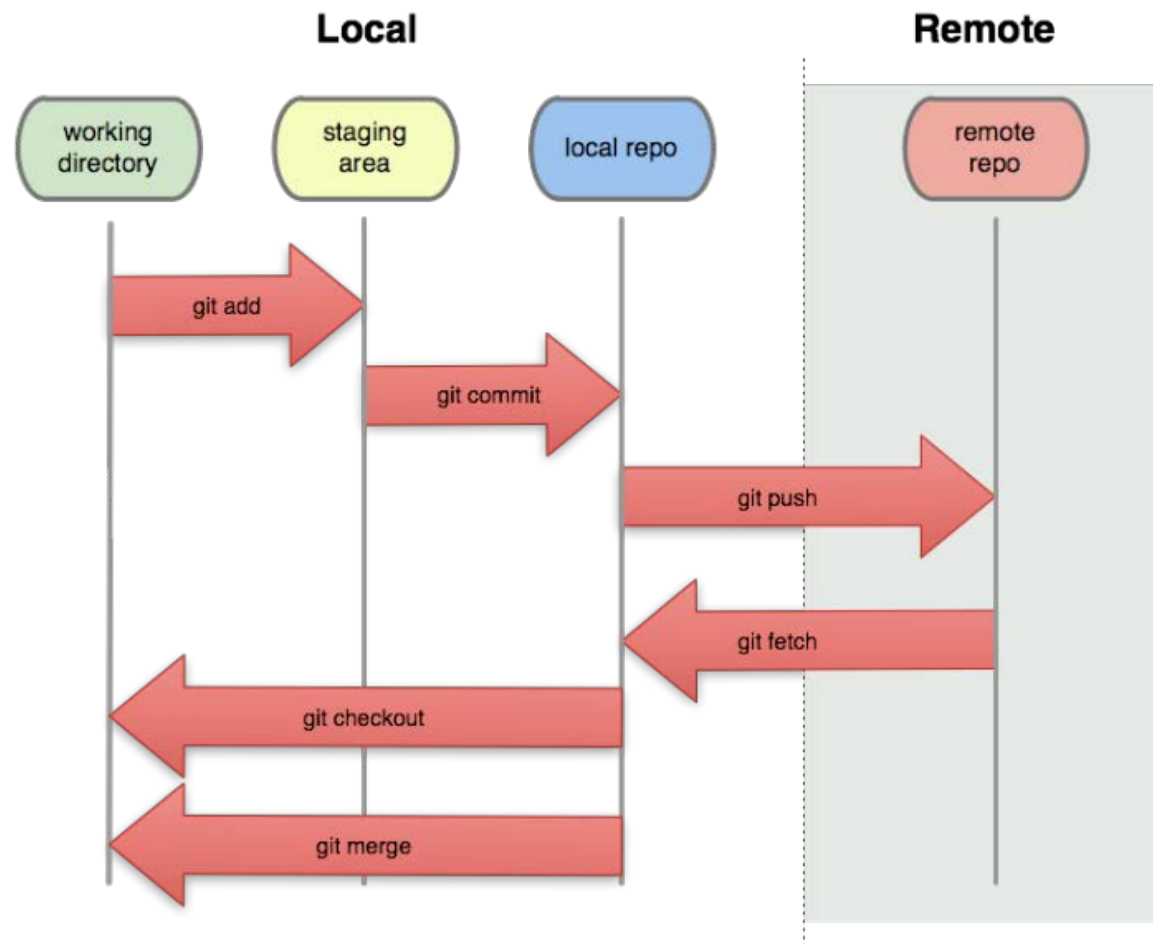 Local
Remote
working
directory
staging
area
local repo
remote
repo
git add
git commit
git push
git fetch
git checkout
git merge